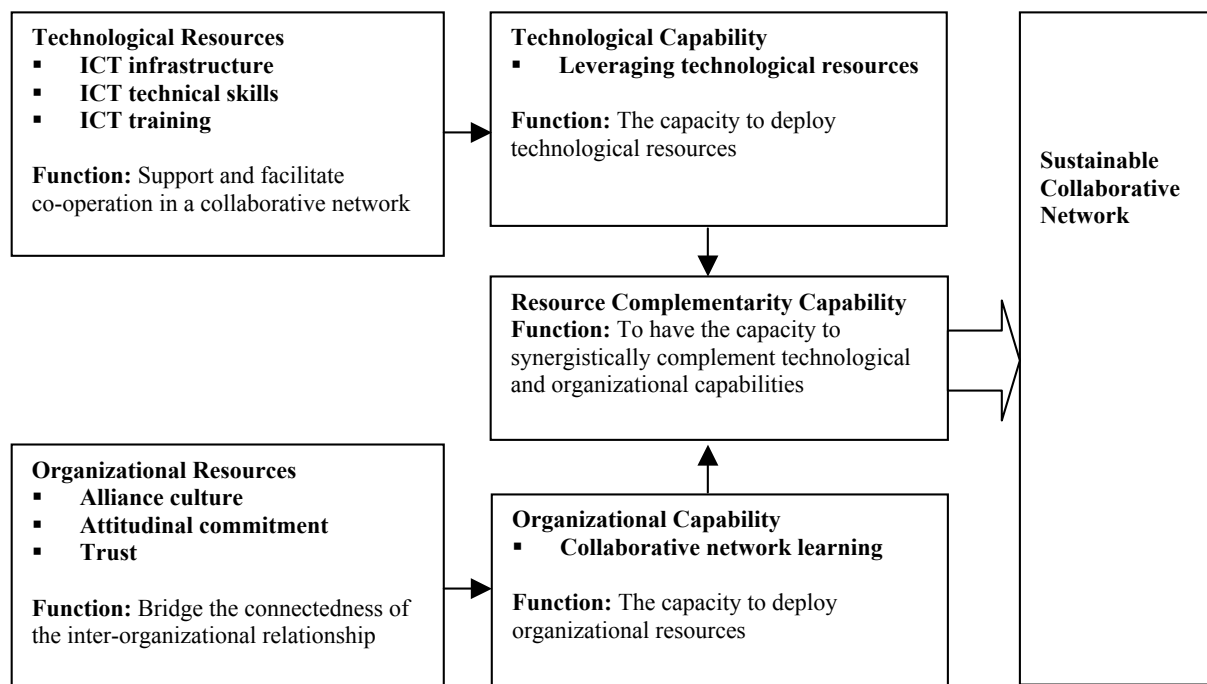 Technological Resources
▪ ICT infrastructure
▪ ICT technical skills
▪ ICT training
Function: Support and facilitate
co-operation in a collaborative network
Technological Capability
▪ Leveraging technological resources
Function: The capacity to deploy
technological resources
Resource Complementarity Capability
Function: To have the capacity to
synergistically complement technological
and organizational capabilities
Organizational Resources
▪ Alliance culture
▪ Attitudinal commitment
▪ Trust
Function: Bridge the connectedness of
the inter-organizational relationship
Organizational Capability
▪ Collaborative network learning
Function: The capacity to deploy
organizational resources
Sustainable
Collaborative
Network